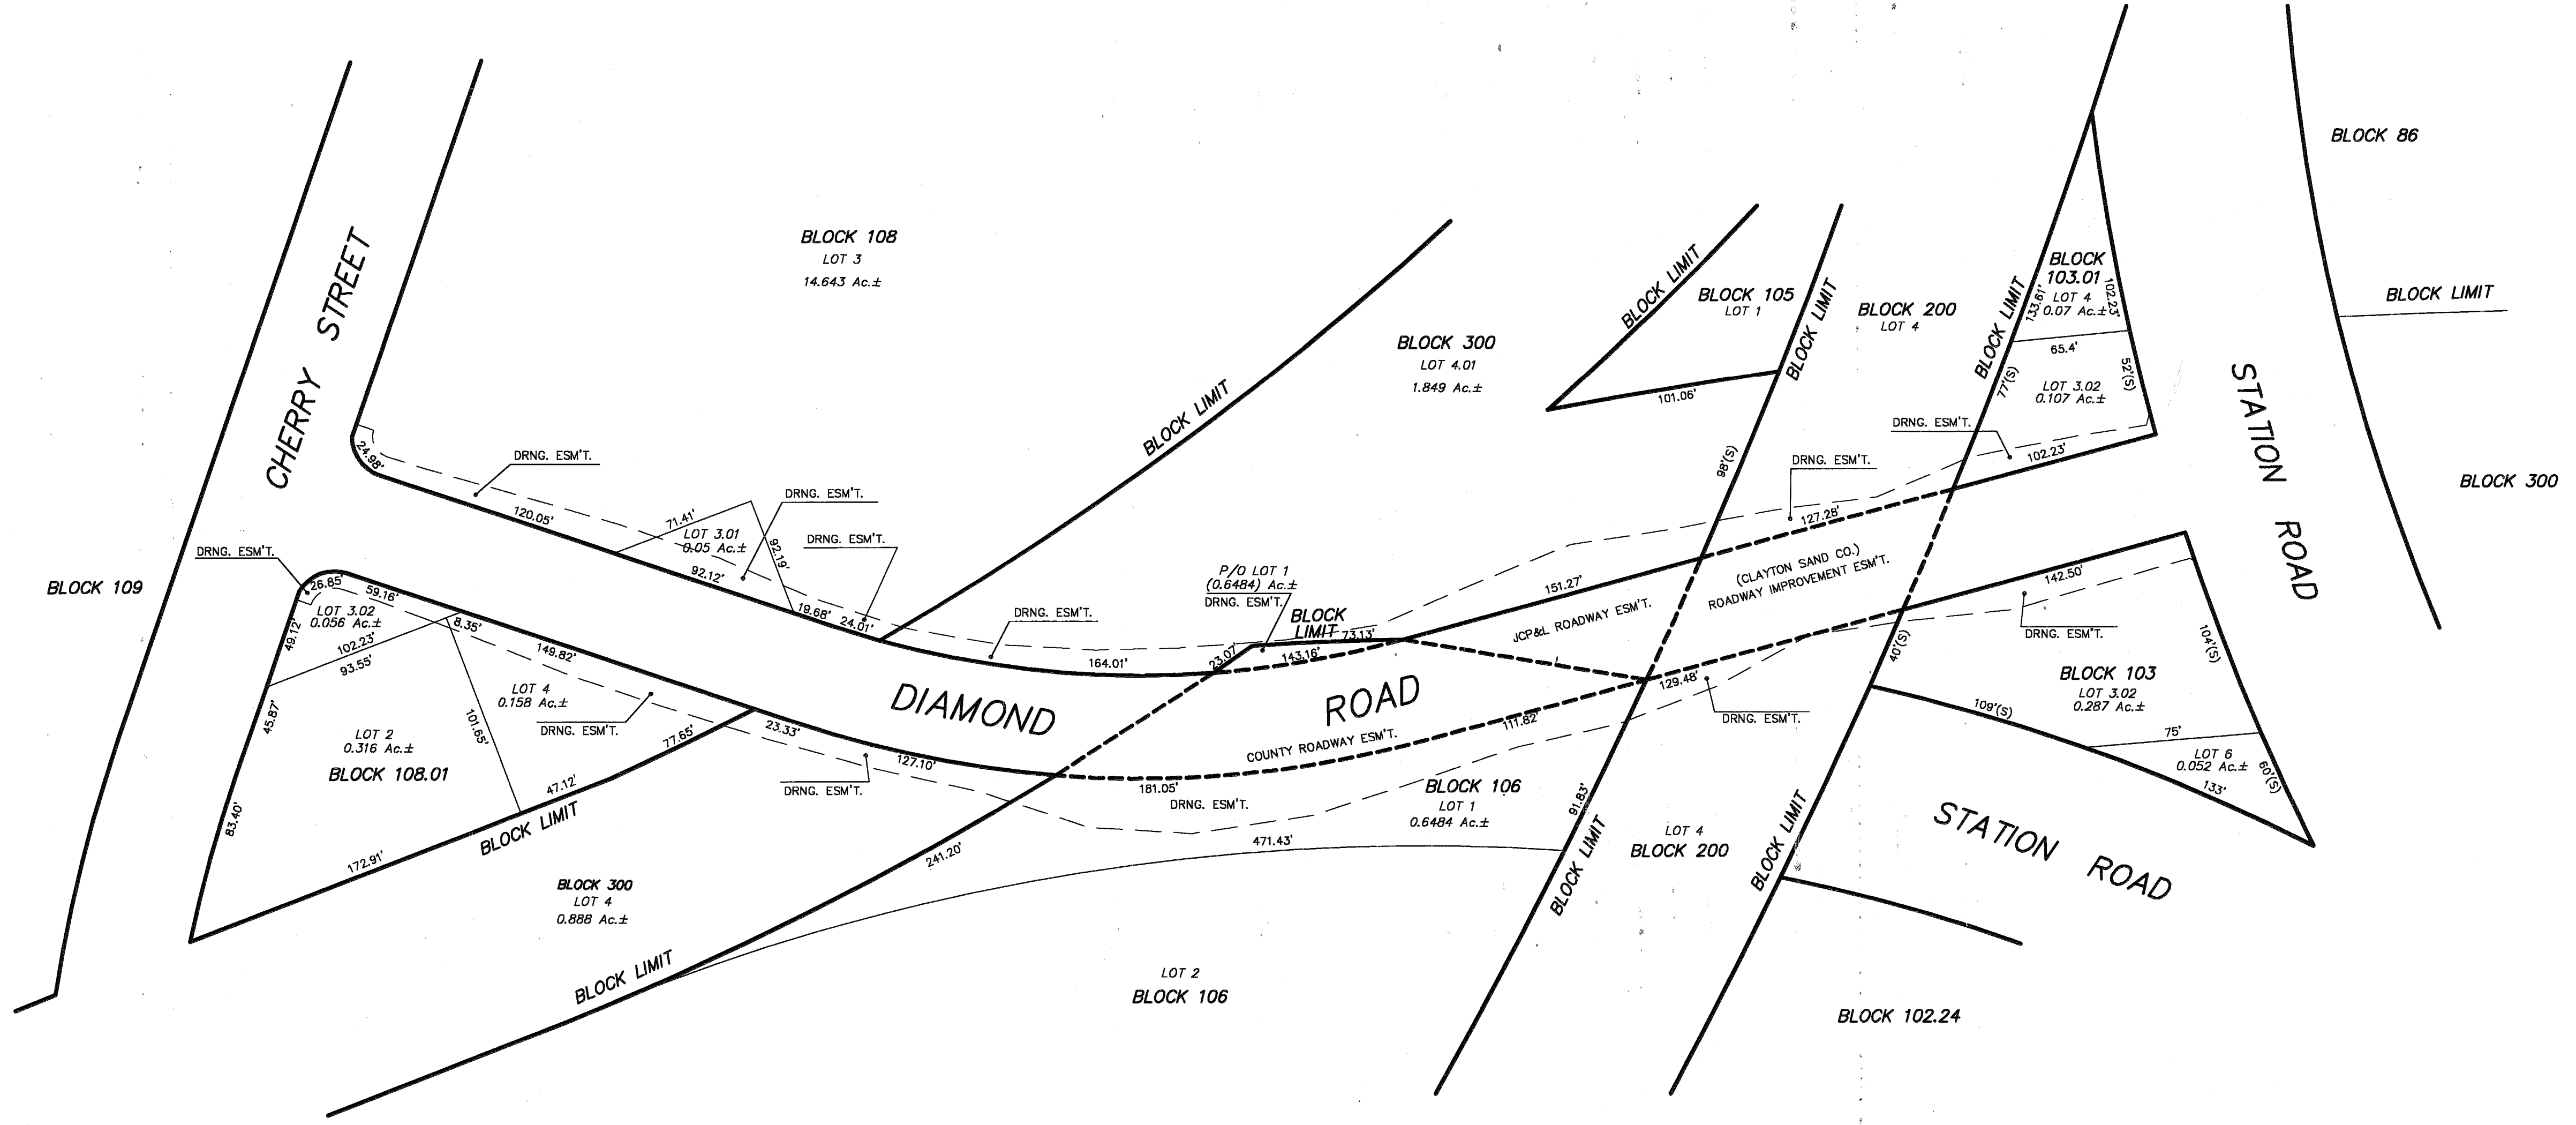 BLOCK 86
BLOCK 108
LOT 3
14.643 Ac.±
CHERRY STREET
BLOCK LIMIT
BLOCK LIMIT
BLOCK 105
LOT 1
101.06'
BLOCK LIMIT
BLOCK 200
LOT 4
BLOCK LIMIT
BLOCK
103.01
LOT 4
0.07 Ac.±
133.61'
102.23'
65.4'
77'(S)
52'(S)
LOT 3.02
0.107 Ac.±
BLOCK LIMIT
STATION ROAD
BLOCK 300
BLOCK 300
LOT 4.01
1.849 Ac.±
24.98'
DRNG. ESM'T.
120.05'
71.41'
LOT 3.01
0.05 Ac.±
92.19'
92.12'
DRNG. ESM'T.
DRNG. ESM'T.
19.68'
24.01'
98'(S)
DRNG. ESM'T.
127.28'
DRNG. ESM'T.
102.23'
BLOCK 109
DRNG. ESM'T.
26.85'
59.16'
LOT 3.02
0.056 Ac.±
49.12'
102.23'
93.55'
8.35'
149.82'
LOT 4
0.158 Ac.±
DRNG. ESM'T.
101.65'
45.87'
LOT 2
0.316 Ac.±
BLOCK 108.01
83.40'
172.91'
47.12'
77.65'
BLOCK LIMIT
DRNG. ESM'T.
164.01'
P/O LOT 1
(0.6484) Ac.±
DRNG. ESM'T.
BLOCK
LIMIT
73.13'
23.07'
143.16'
151.27'
JCP&L ROADWAY ESM'T.
(CLAYTON SAND CO.)
ROADWAY IMPROVEMENT ESM'T.
142.50'
DRNG. ESM'T.
40'(S)
104'(S)
BLOCK 103
LOT 3.02
0.287 Ac.±
109'(S)
75'
LOT 6
0.052 Ac.±
60'(S)
133'
DIAMOND ROAD
23.33'
127.10'
DRNG. ESM'T.
COUNTY ROADWAY ESM'T.
111.82'
129.48'
DRNG. ESM'T.
181.05'
DRNG. ESM'T.
BLOCK 106
LOT 1
0.6484 Ac.±
91.83'
BLOCK LIMIT
471.43'
241.20'
LOT 4
BLOCK 200
BLOCK LIMIT
STATION ROAD
BLOCK 300
LOT 4
0.888 Ac.±
BLOCK LIMIT
LOT 2
BLOCK 106
BLOCK 102.24